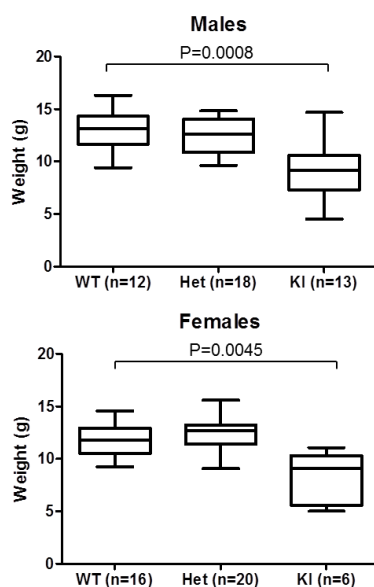 Males
P=0.0008
Weight (g)
20
15
10
5
0
WT (n=12) Het (n=18) KI (n=13)
Females
P=0.0045
Weight (g)
20
15
10
5
0
WT (n=16) Het (n=20) KI (n=6)